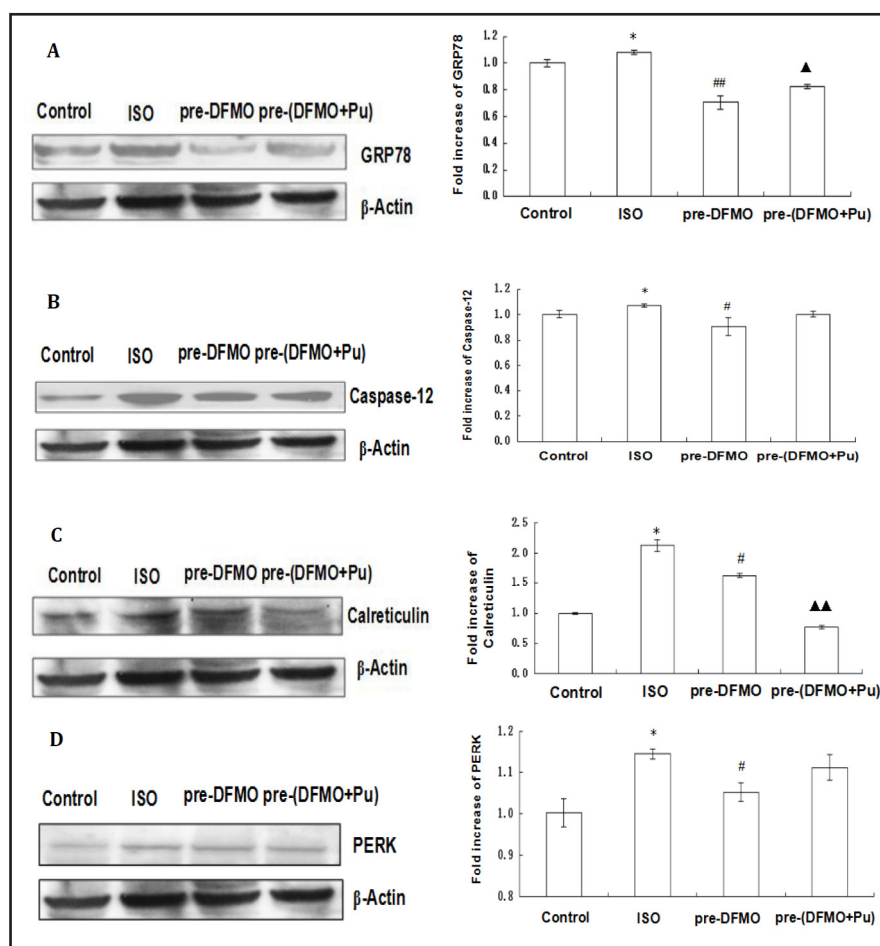 A
Control ISO pre-DFMO pre-(DFMO+Pu)
GRP78
β-Actin
Fold increase of GRP78
1.2
1.0
0.8
0.6
0.4
0.2
0.0
*
##
▲
Control ISO pre-DFMO pre-(DFMO+Pu)
B
Control ISO pre-DFMO pre-(DFMO+Pu)
Caspase-12
β-Actin
Fold increase of Caspase-12
1.2
1.0
0.8
0.6
0.4
0.2
0.0
*
#
Control ISO pre-DFMO pre-(DFMO+Pu)
C
Control ISO pre-DFMO pre-(DFMO+Pu)
Calreticulin
β-Actin
Fold increase of
Calreticulin
2.5
2.0
1.5
1.0
0.5
0.0
*
#
▲▲
Control ISO pre-DFMO pre-(DFMO+Pu)
D
Control ISO pre-DFMO pre-(DFMO+Pu)
PERK
β-Actin
Fold increase of PERK
1.2
1.1
1.0
0.9
0.8
*
#
Control ISO pre-DFMO pre-(DFMO+Pu)